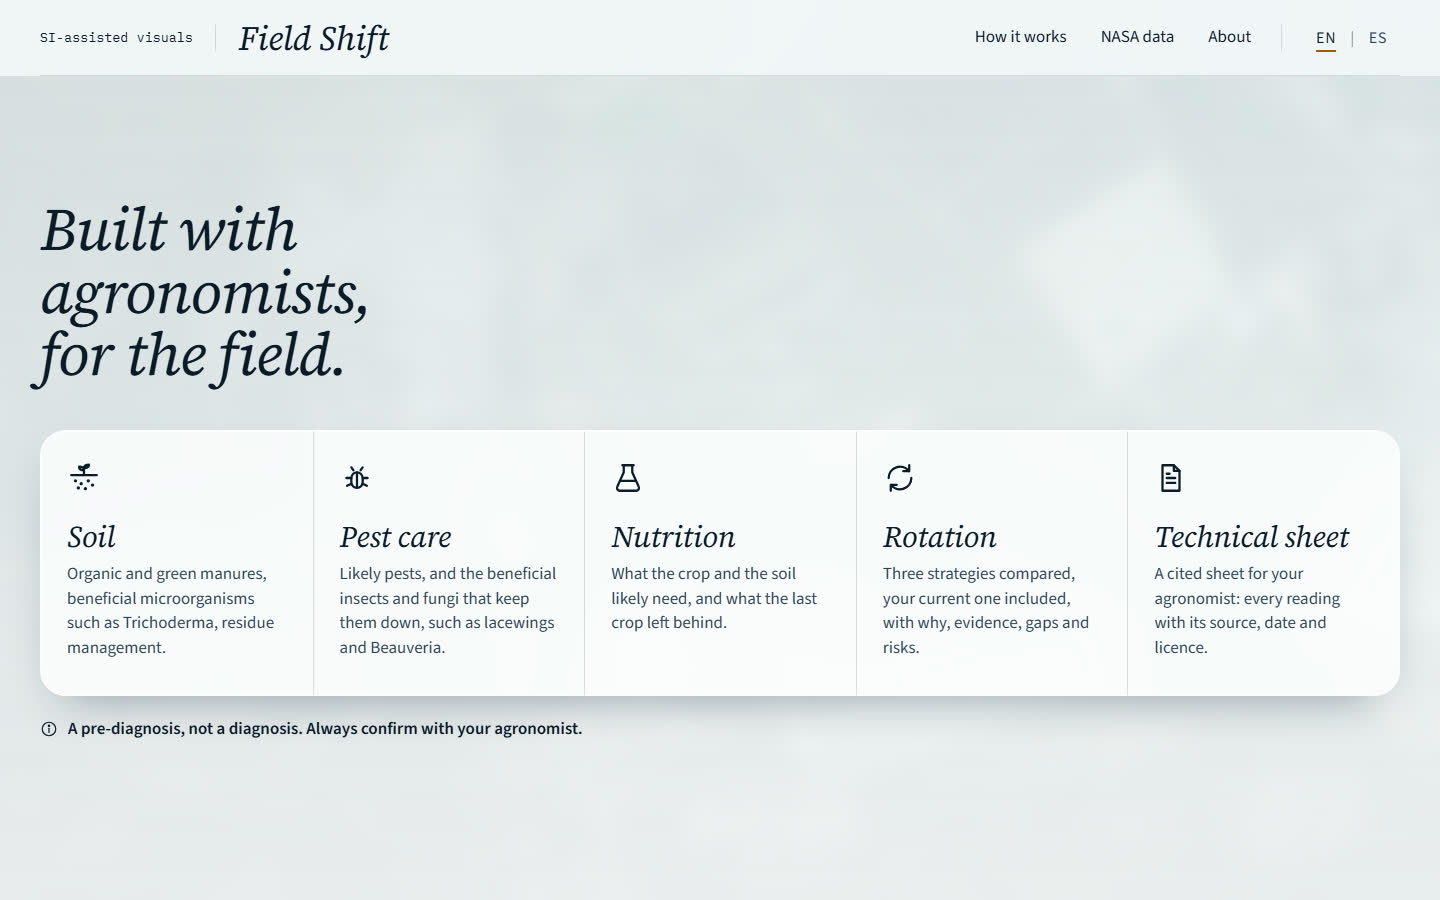 SI-assisted visuals
Field Shift
How it works
NASA data
About
EN | ES
Built with
agronomists,
for the field.
Soil
Organic and green manures,
beneficial microorganisms
such as Trichoderma, residue
management.
Pest care
Likely pests, and the beneficial
insects and fungi that keep
them down, such as lacewings
and Beauveria.
Nutrition
What the crop and the soil
likely need, and what the last
crop left behind.
Rotation
Three strategies compared,
your current one included,
with why, evidence, gaps and
risks.
Technical sheet
A cited sheet for your
agronomist: every reading
with its source, date and
licence.
A pre-diagnosis, not a diagnosis. Always confirm with your agronomist.